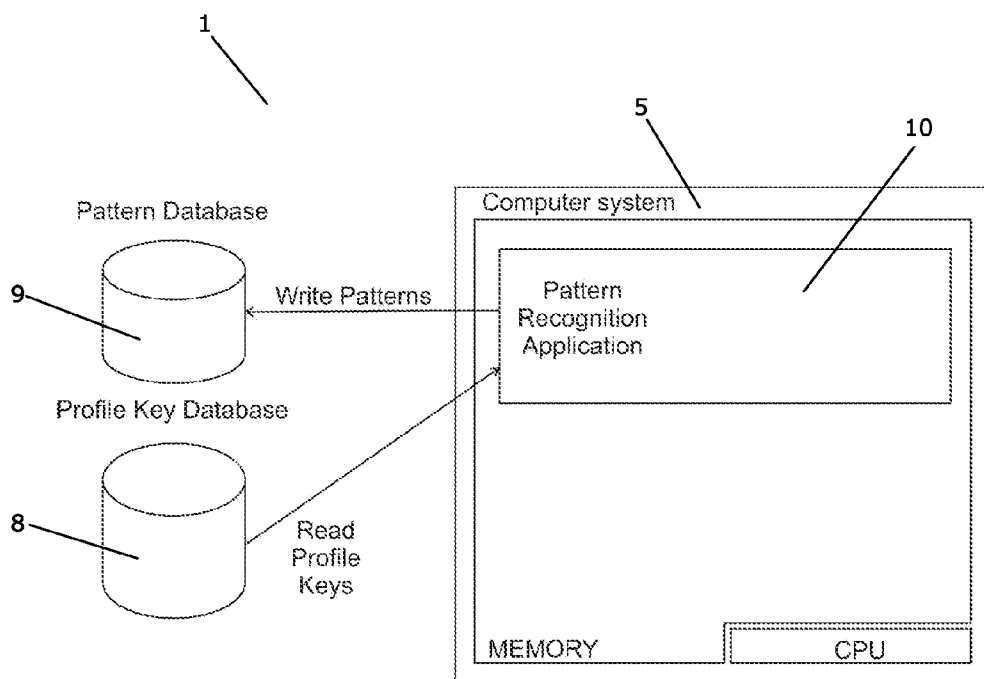 1
5
10
Computer system
Pattern Database
9
Write Patterns
Pattern
Recognition
Application
Profile Key Database
8
Read
Profile
Keys
MEMORY
CPU